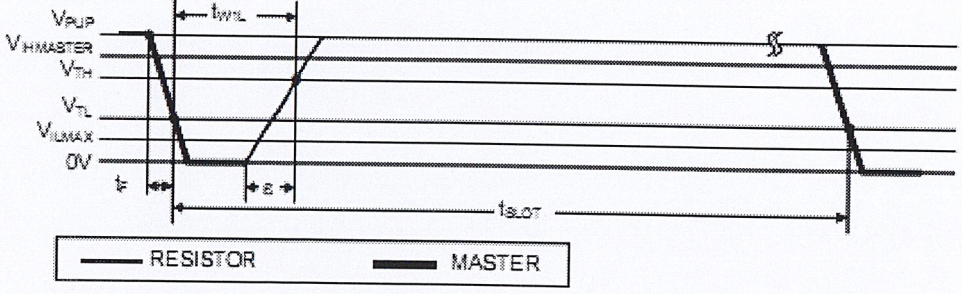 tW1L
VPUP
VIHMASTER
VTH
VTL
VILMAX
0V
tF
ε
tSLOT
RESISTOR
MASTER